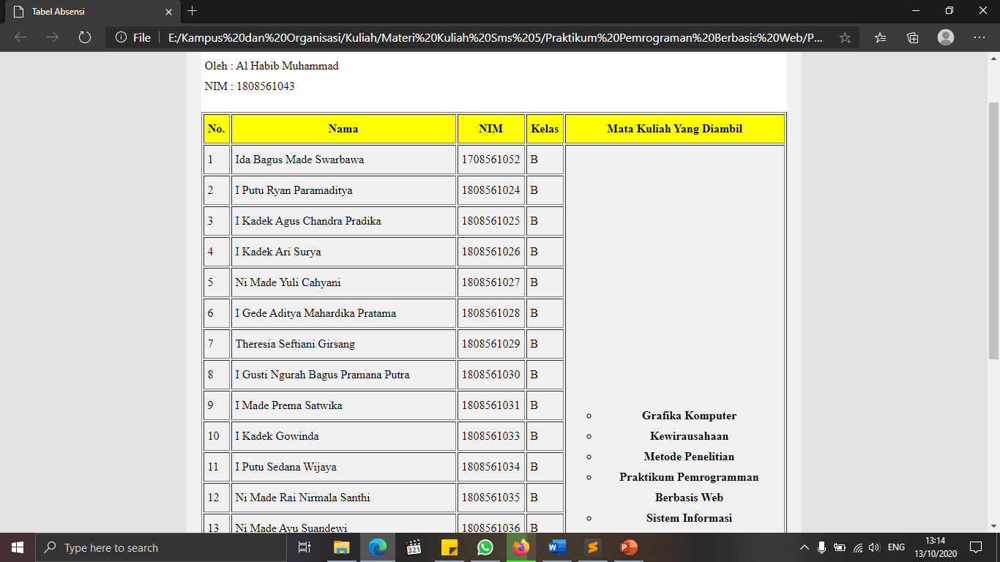 Tabel Absensi
File
E:/Kampus%20dan%20Organisasi/Kuliah/Materi%20Kuliah%20Sms%205/Praktikum%20Pemrograman%20Berbasis%20Web/P...
Oleh : Al Habib Muhammad
NIM : 1808561043
No. Nama NIM Kelas Mata Kuliah Yang Diambil
1 Ida Bagus Made Swarbawa 1708561052 B
2 I Putu Ryan Paramaditya 1808561024 B
3 I Kadek Agus Chandra Pradika 1808561025 B
4 I Kadek Ari Surya 1808561026 B
5 Ni Made Yuli Cahyani 1808561027 B
6 I Gede Aditya Mahardika Pratama 1808561028 B
7 Theresia Seftiani Girsang 1808561029 B
8 I Gusti Ngurah Bagus Pramana Putra 1808561030 B
9 I Made Prema Satwika 1808561031 B
10 I Kadek Gowinda 1808561033 B
11 I Putu Sedana Wijaya 1808561034 B
12 Ni Made Rai Nirmala Santhi 1808561035 B
13 Ni Made Ayu Suandewi 1808561036 B
Grafika Komputer
Kewirausahaan
Metode Penelitian
Praktikum Pemrogramman
Berbasis Web
Sistem Informasi
Type here to search
321
ENG
13:14
13/10/2020